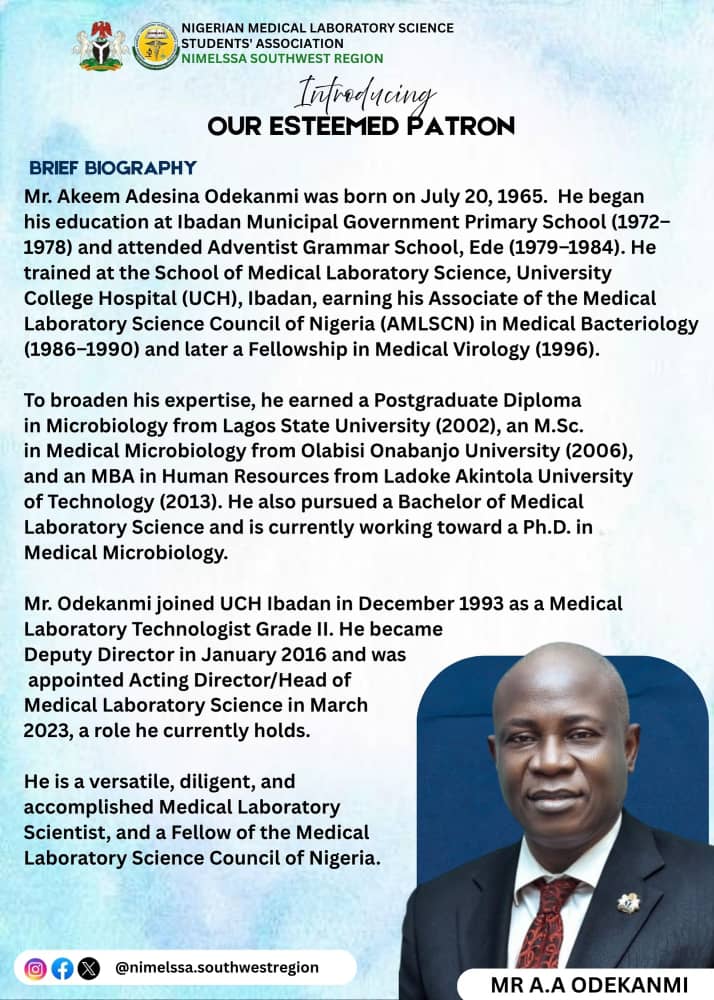 NIGERIAN MEDICAL LABORATORY SCIENCE
STUDENTS' ASSOCIATION
NIMELSSA SOUTHWEST REGION
Introducing
OUR ESTEEMED PATRON
BRIEF BIOGRAPHY
Mr. Akeem Adesina Odekanmi was born on July 20, 1965. He began
his education at Ibadan Municipal Government Primary School (1972–
1978) and attended Adventist Grammar School, Ede (1979–1984). He
trained at the School of Medical Laboratory Science, University
College Hospital (UCH), Ibadan, earning his Associate of the Medical
Laboratory Science Council of Nigeria (AMLSCN) in Medical Bacteriology
(1986–1990) and later a Fellowship in Medical Virology (1996).
To broaden his expertise, he earned a Postgraduate Diploma
in Microbiology from Lagos State University (2002), an M.Sc.
in Medical Microbiology from Olabisi Onabanjo University (2006),
and an MBA in Human Resources from Ladoke Akintola University
of Technology (2013). He also pursued a Bachelor of Medical
Laboratory Science and is currently working toward a Ph.D. in
Medical Microbiology.
Mr. Odekanmi joined UCH Ibadan in December 1993 as a Medical
Laboratory Technologist Grade II. He became
Deputy Director in January 2016 and was
appointed Acting Director/Head of
Medical Laboratory Science in March
2023, a role he currently holds.
He is a versatile, diligent, and
accomplished Medical Laboratory
Scientist, and a Fellow of the Medical
Laboratory Science Council of Nigeria.
@nimelssa.southwestregion
MR A.A ODEKANMI